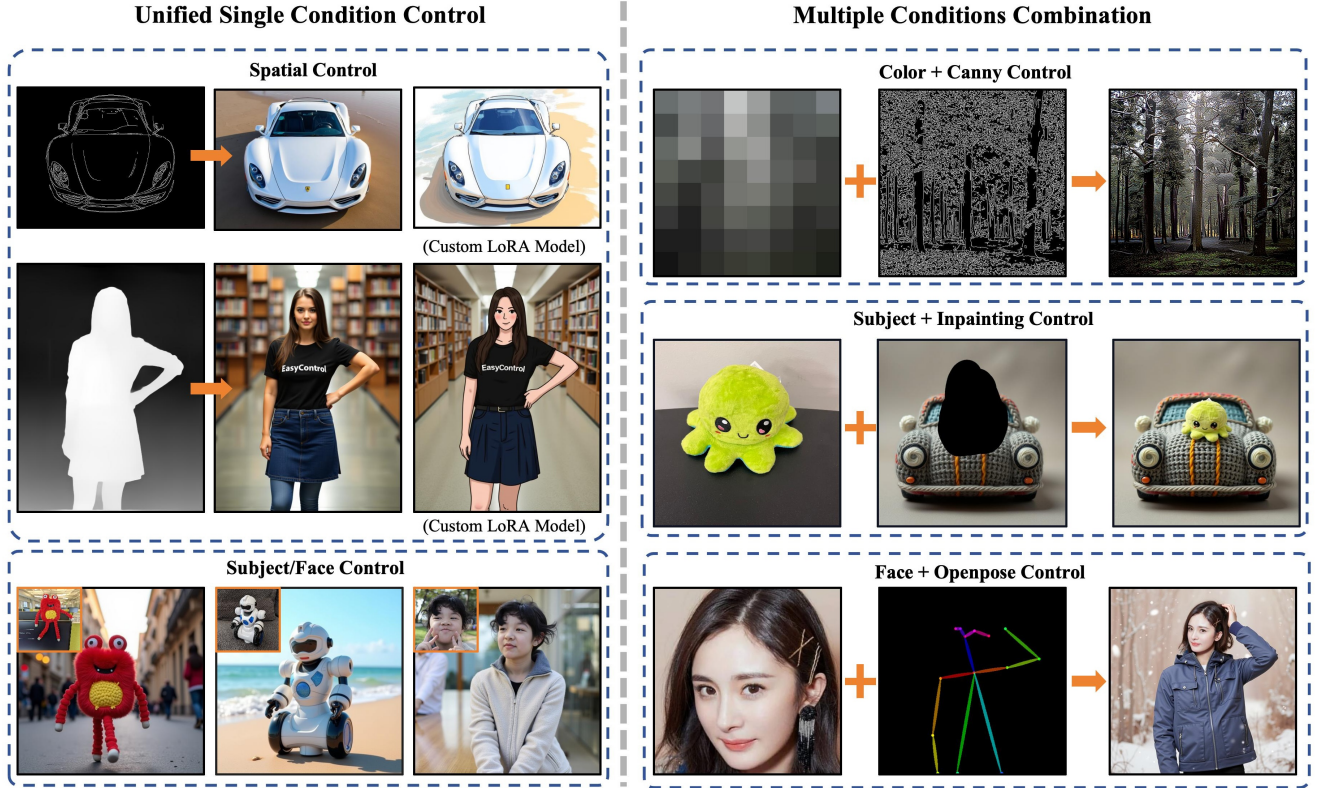 Unified Single Condition Control
Spatial Control
(Custom LoRA Model)
EasyControl
EasyControl
(Custom LoRA Model)
Subject/Face Control
Multiple Conditions Combination
Color + Canny Control
Subject + Inpainting Control
Face + Openpose Control